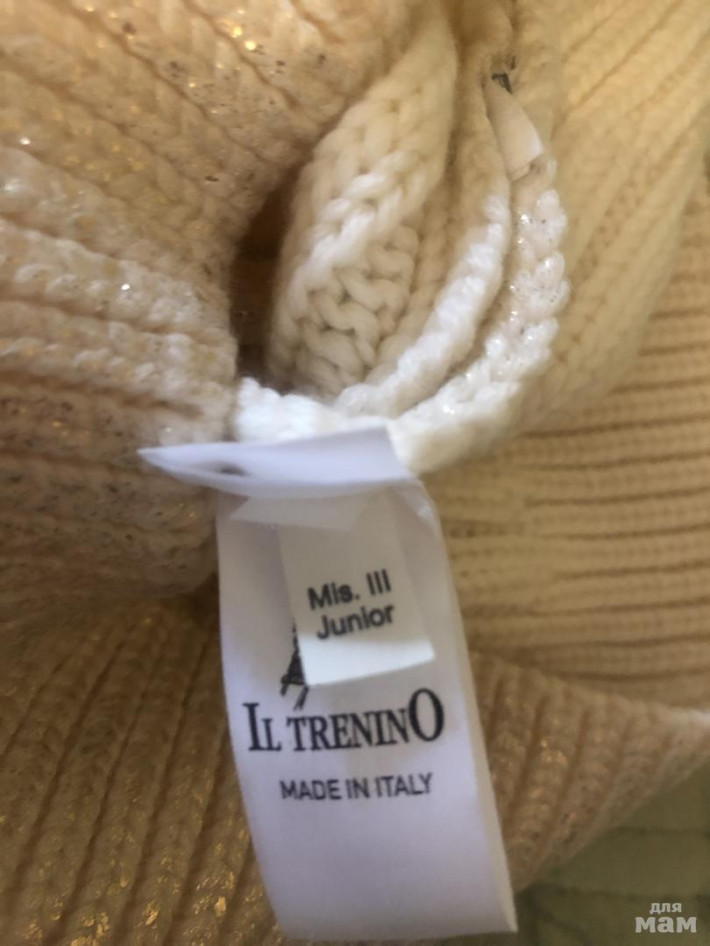 Mis. III
Junior
IL TRENINO
MADE IN ITALY
для
мам